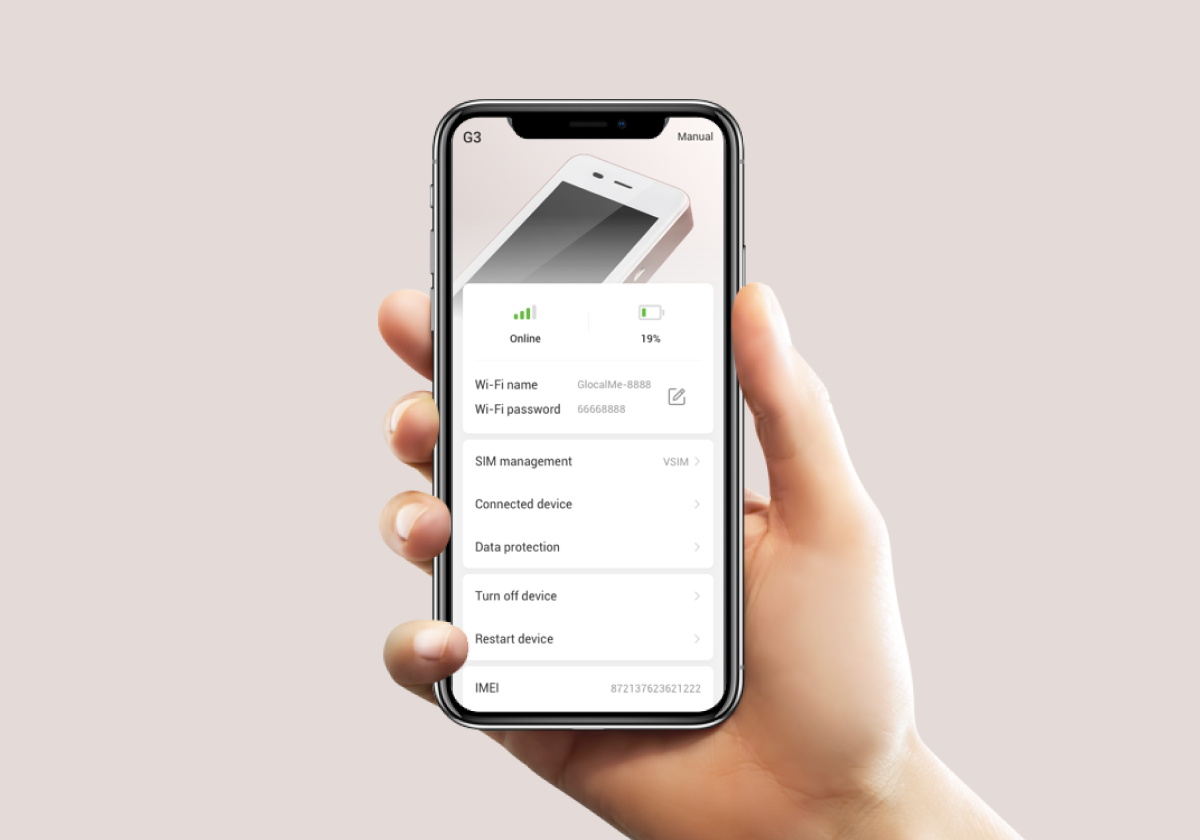 G3
Manual
Online
19%
Wi-Fi name GlocalMe-8888
Wi-Fi password 66668888
SIM management VSIM
Connected device
Data protection
Turn off device
Restart device
IMEI 872137623621222